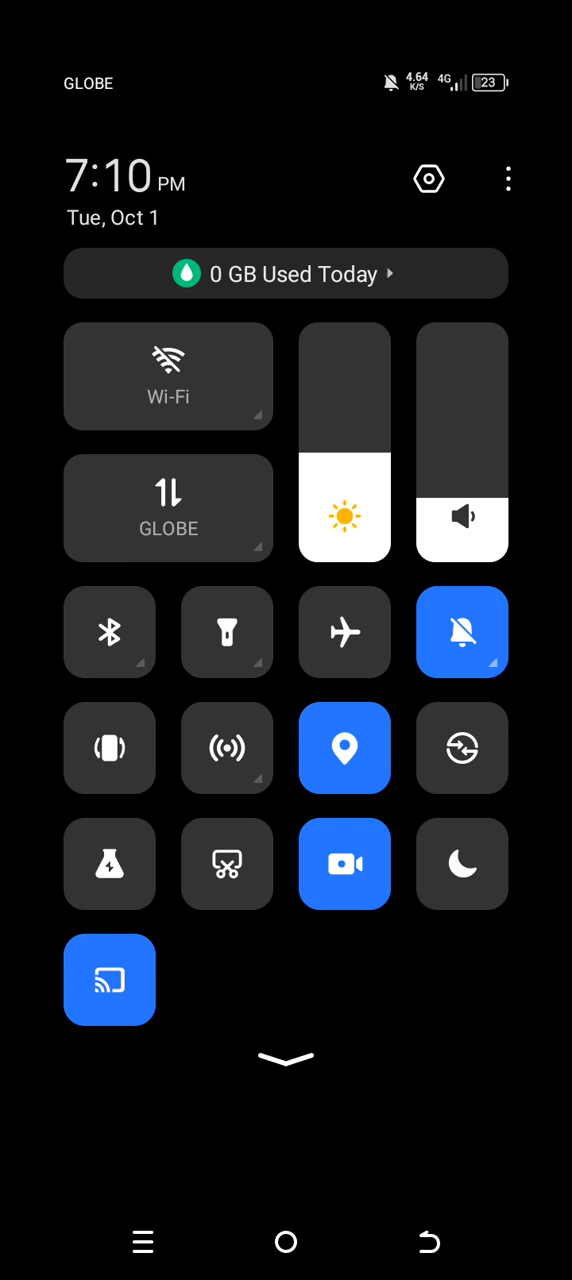 GLOBE
4.64
K/S
4G
23
7:10 PM
Tue, Oct 1
0 GB Used Today
Wi-Fi
GLOBE